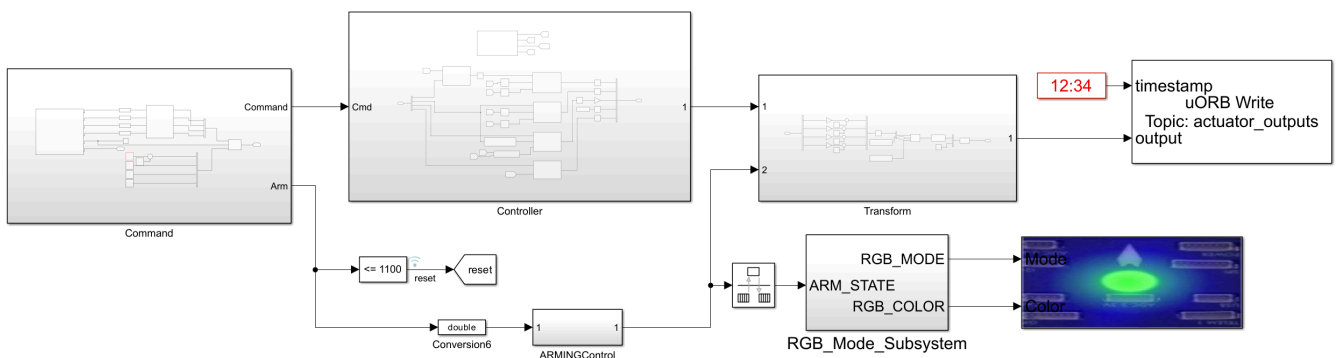 Command
Arm
Command
Cmd
1
Controller
1
2
1
Transform
12:34
timestamp
uORB Write
Topic: actuator_outputs
output
<= 1100
reset
reset
double
Conversion6
1
1
ARMINGControl
ARM_STATE
RGB_MODE
RGB_COLOR
RGB_Mode_Subsystem
Mode
Color